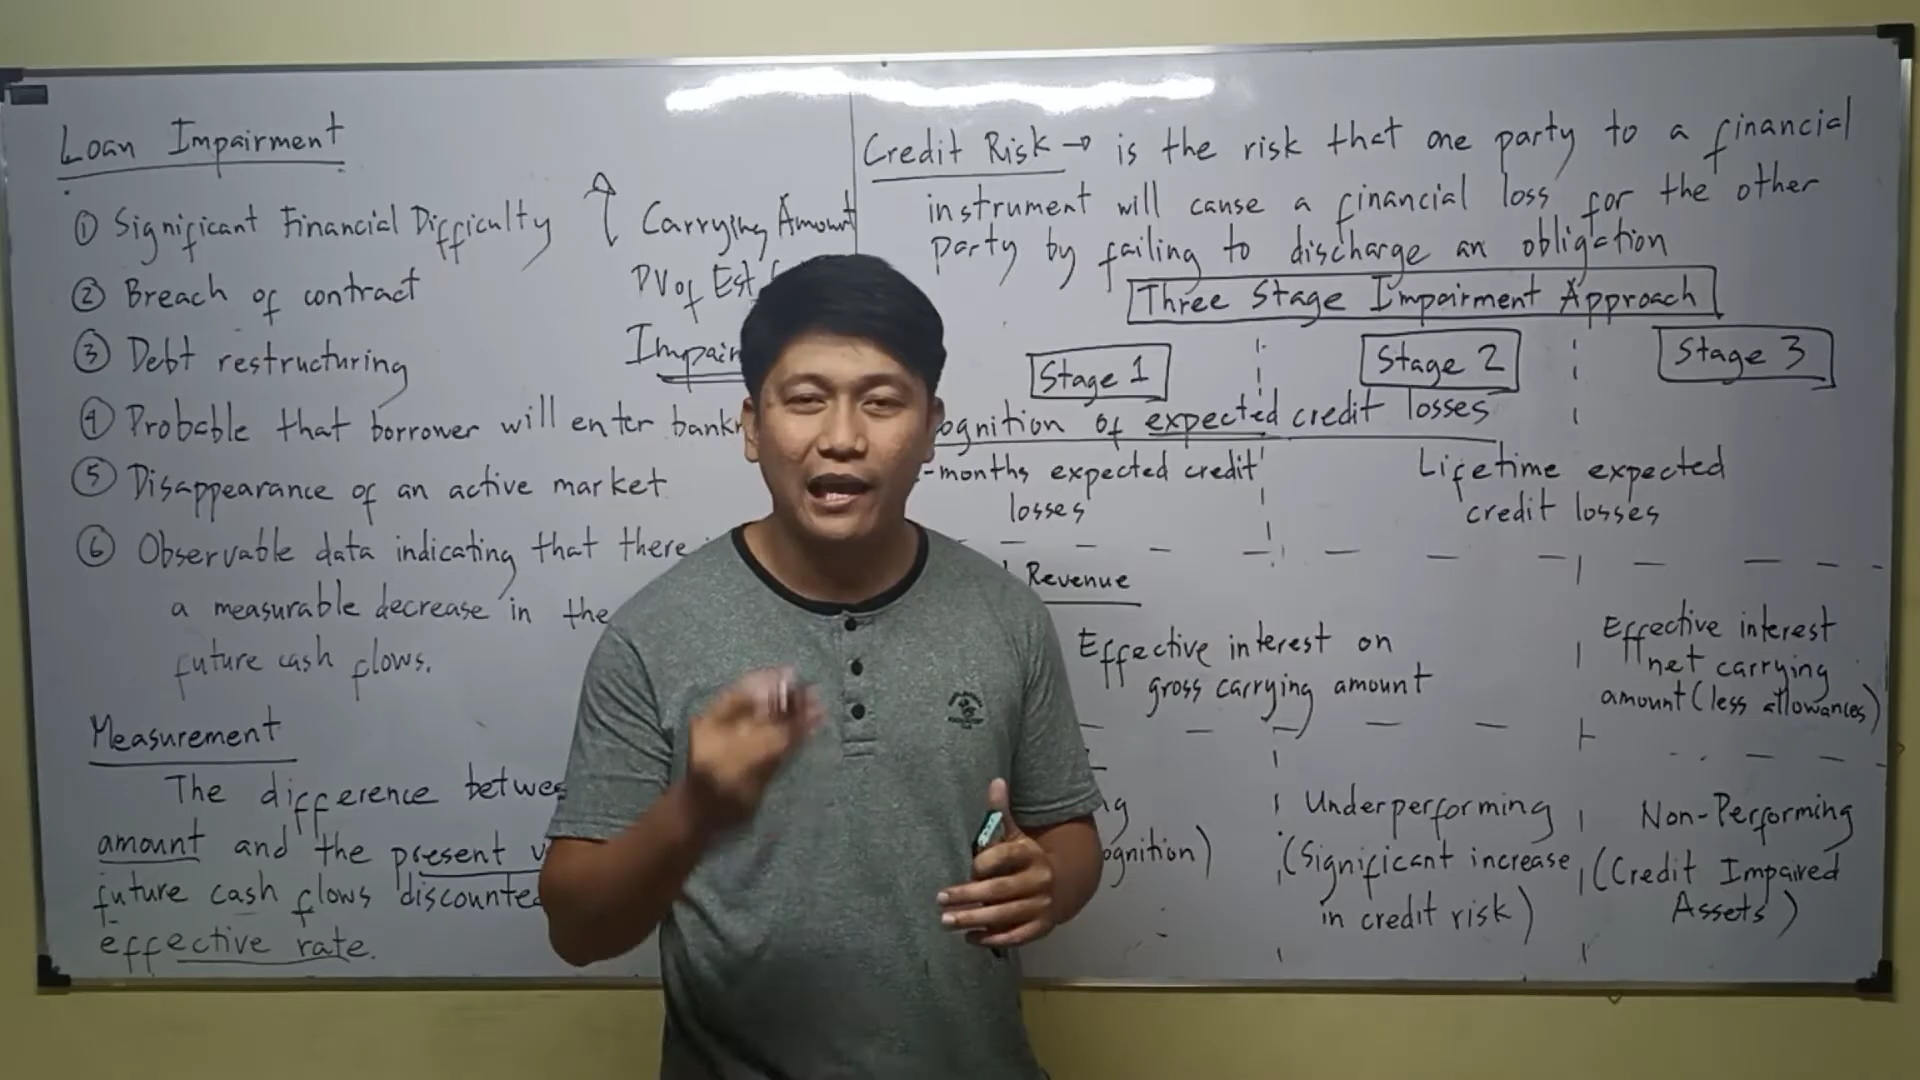 Loan Impairment
① Significant Financial Difficulty
② Breach of contract
③ Debt restructuring
④ Probable that borrower will enter
⑤ Disappearance of an active market
⑥ Observable data indicating that there
a measurable decrease in the
future cash flows.
Measurement
The difference
amount and the present
future cash flows
effective rate.
Carrying Amount
PV of Est
Credit Risk → is the risk that one party to a financial
instrument will cause a financial loss for the other
party by failing to discharge an obligation
Three Stage Impairment Approach
Stage 1
Stage 2
Stage 3
of expected credit losses
-months expected credit
losses
Lifetime expected
credit losses
Revenue
Effective interest on
gross carrying amount
Effective interest
net carrying
amount (less allowances)
Underperforming
(Significant increase
in credit risk)
Non-Performing
(Credit Impaired
Assets)